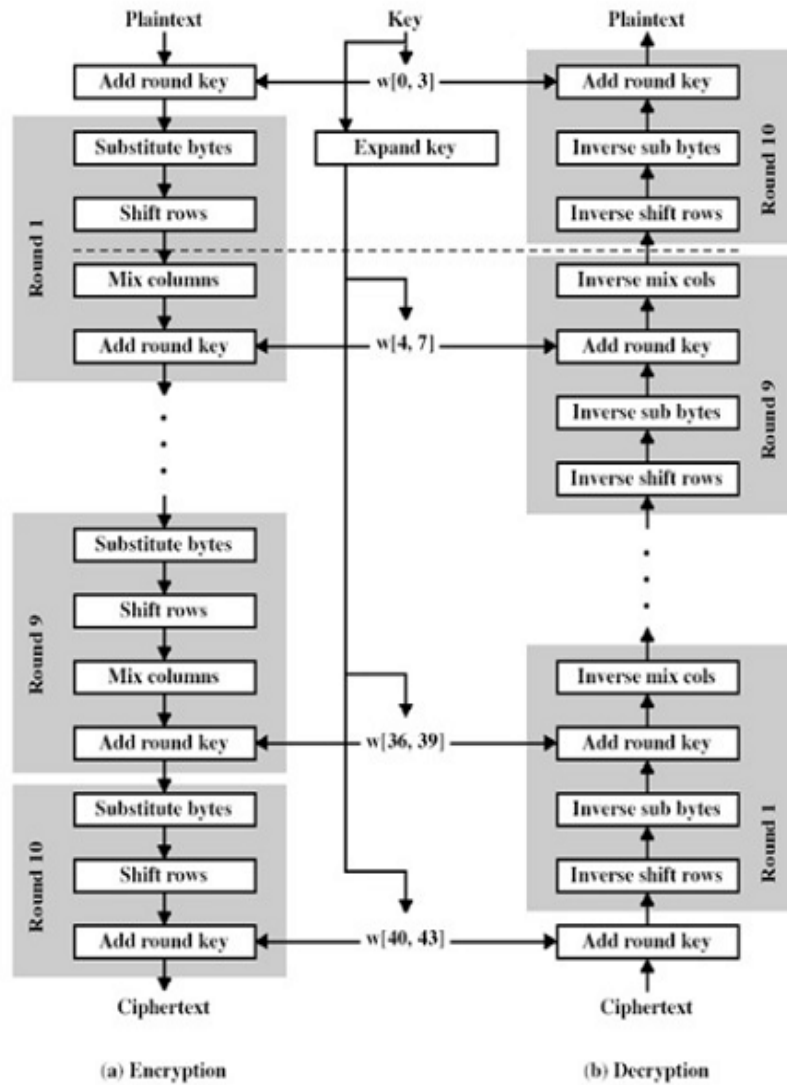 Plaintext
Key
Plaintext
Add round key
w[0, 3]
Add round key
Round 1
Substitute bytes
Expand key
Inverse sub bytes
Round 10
Shift rows
Inverse shift rows
Mix columns
Inverse mix cols
Add round key
w[4, 7]
Add round key
Round 9
Inverse sub bytes
Inverse shift rows
Round 9
Substitute bytes
Shift rows
Mix columns
Inverse mix cols
Add round key
w[36, 39]
Add round key
Round 1
Round 10
Substitute bytes
Inverse sub bytes
Shift rows
Inverse shift rows
Add round key
w[40, 43]
Add round key
Ciphertext
Ciphertext
(a) Encryption
(b) Decryption